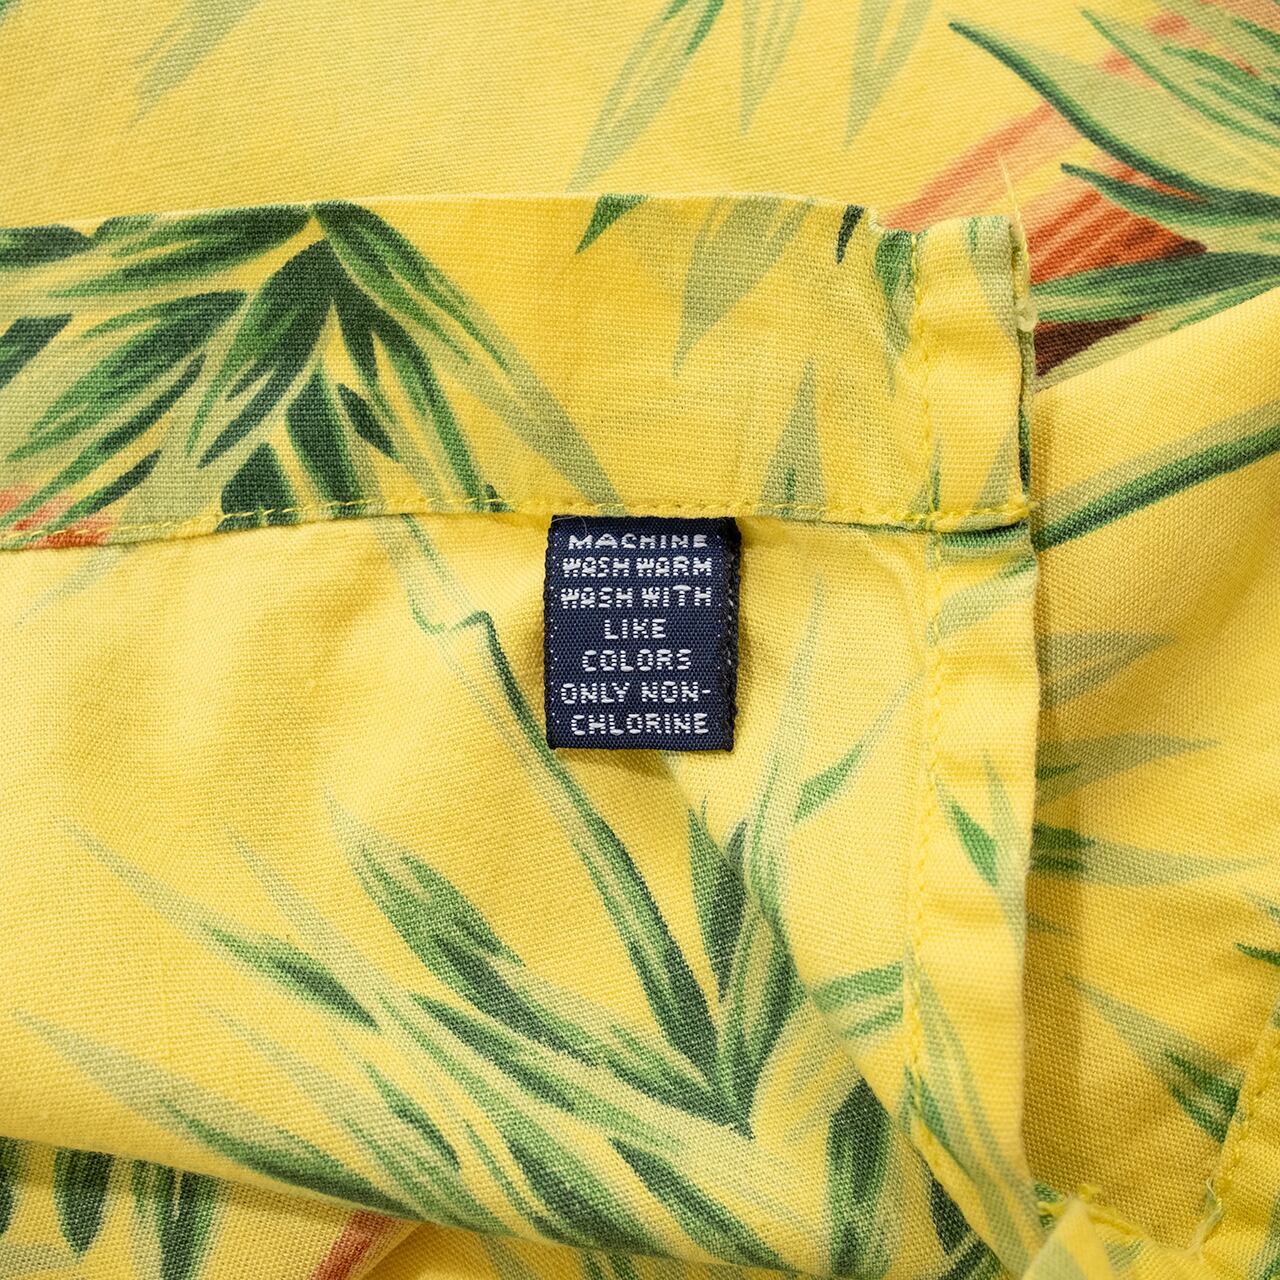 MACHINE
WASH WARM
WASH WITH
LIKE
COLORS
ONLY NON-
CHLORINE